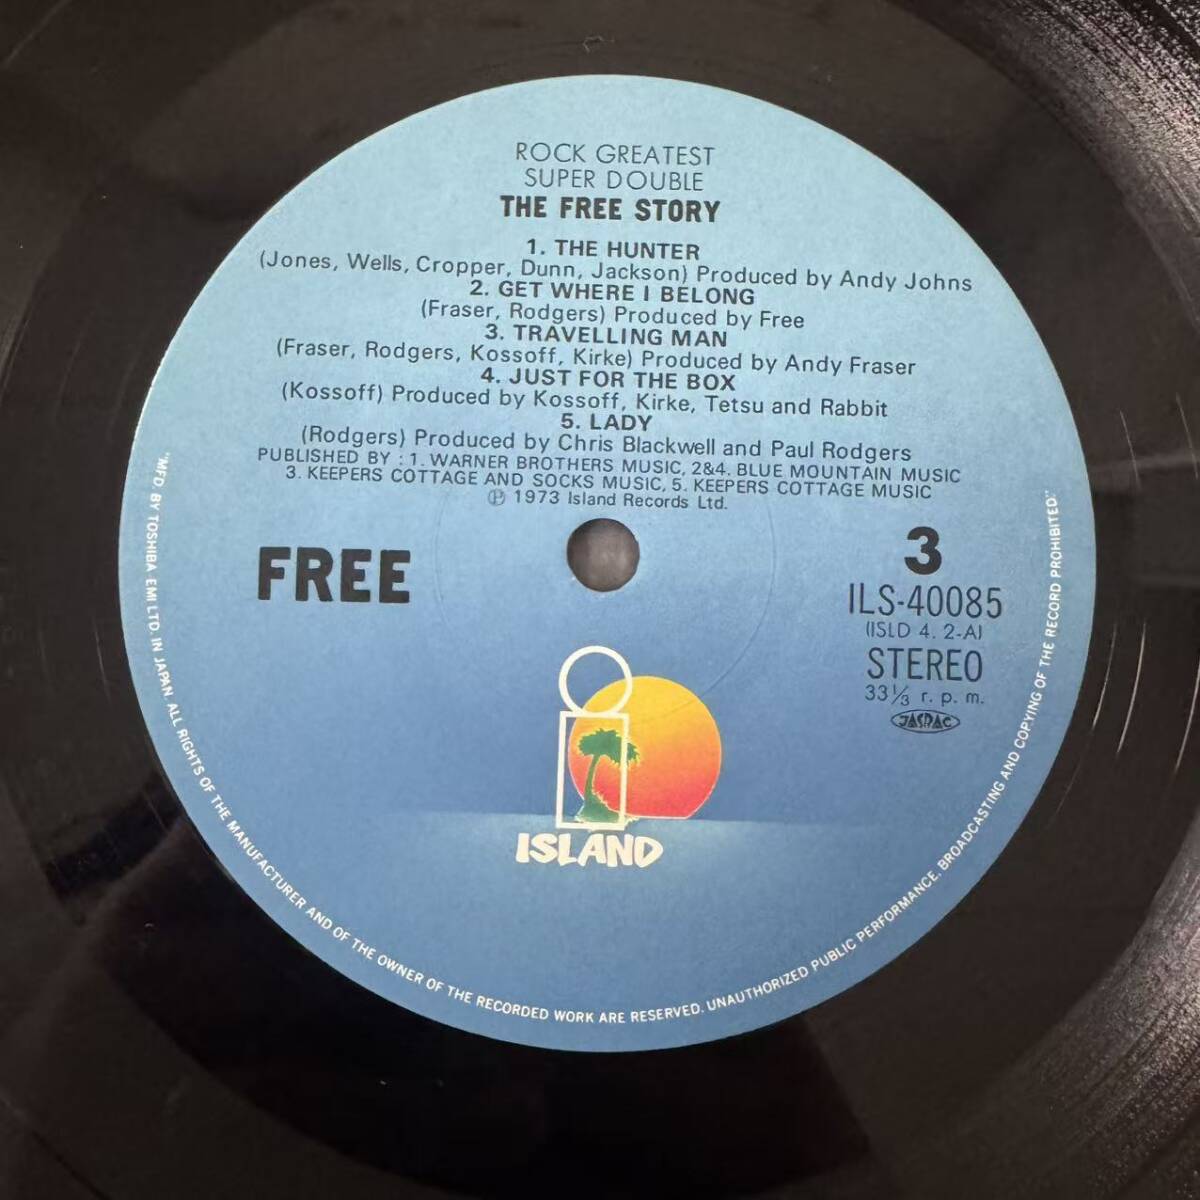 ROCK GREATEST
SUPER DOUBLE
THE FREE STORY
1. THE HUNTER
(Jones, Wells, Cropper, Dunn, Jackson) Produced by Andy Johns
2. GET WHERE I BELONG
(Fraser, Rodgers) Produced by Free
3. TRAVELLING MAN
(Fraser, Rodgers, Kossoff, Kirke) Produced by Andy Fraser
4. JUST FOR THE BOX
(Kossoff) Produced by Kossoff, Kirke, Tetsu and Rabbit
5. LADY
(Rodgers) Produced by Chris Blackwell and Paul Rodgers
PUBLISHED BY : 1. WARNER BROTHERS MUSIC, 2&4. BLUE MOUNTAIN MUSIC
3. KEEPERS COTTAGE AND SOCKS MUSIC, 5. KEEPERS COTTAGE MUSIC
℗ 1973 Island Records Ltd.
FREE
3
ILS-40085
(ISLD 4. 2-A)
STEREO
33 1/3 r. p. m.
JASRAC
i
ISLAND
"MFD. BY TOSHIBA EMI LTD. IN JAPAN. ALL RIGHTS OF THE MANUFACTURER AND OF THE OWNER OF THE RECORDED WORK ARE RESERVED. UNAUTHORIZED PUBLIC PERFORMANCE, BROADCASTING AND COPYING OF THE RECORD PROHIBITED."